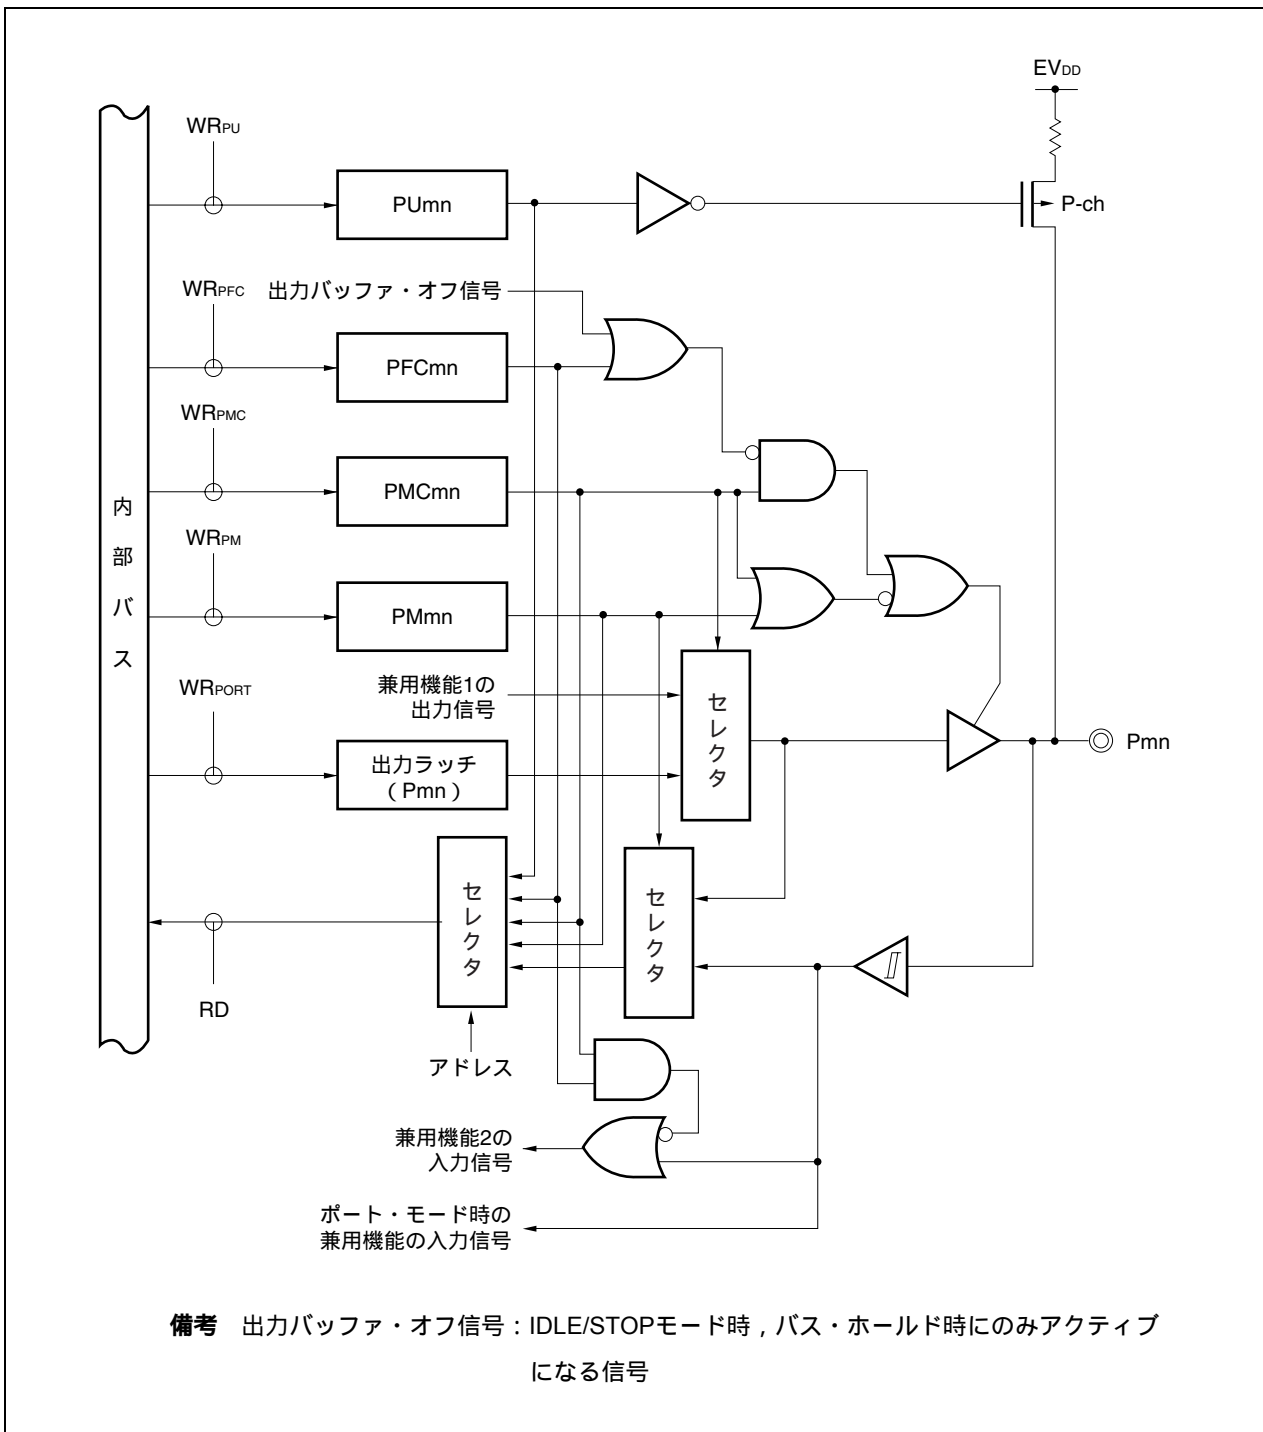 EVDD
WRPU
PUmn
P-ch
WRPFC
出力バッファ・オフ信号
PFCmn
WRPMC
PMCmn
内部バス
WRPM
PMmn
WRPORT
兼用機能1の
出力信号
セレクタ
出力ラッチ
（Pmn）
Pmn
セレクタ
セレクタ
RD
アドレス
兼用機能2の
入力信号
ポート・モード時の
兼用機能の入力信号
備考 出力バッファ・オフ信号：IDLE/STOPモード時，バス・ホールド時にのみアクティブ
になる信号